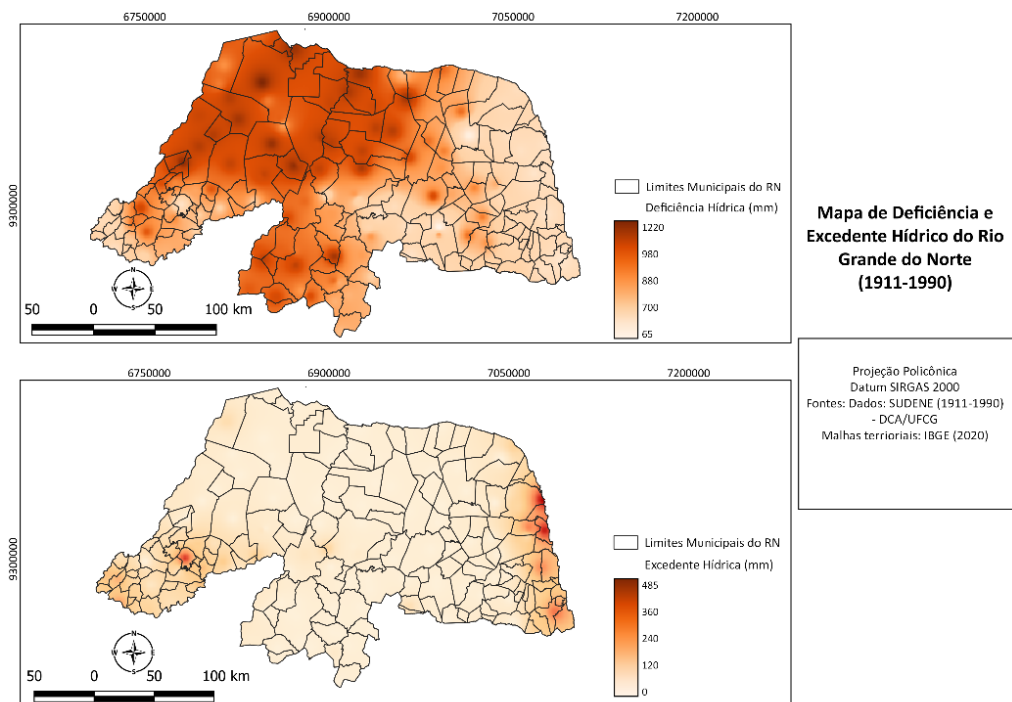 6750000 6900000 7050000 7200000
9300000
Limites Municipais do RN
Deficiência Hídrica (mm)
1220
980
880
700
65
N
W E
S
50 0 50 100 km
Mapa de Deficiência e
Excedente Hídrico do Rio
Grande do Norte
(1911-1990)
Projeção Policônica
Datum SIRGAS 2000
Fontes: Dados: SUDENE (1911-1990)
- DCA/UFCG
Malhas terrioriais: IBGE (2020)
6750000 6900000 7050000 7200000
9300000
Limites Municipais do RN
Excedente Hídrica (mm)
485
360
240
120
0
N
W E
S
50 0 50 100 km